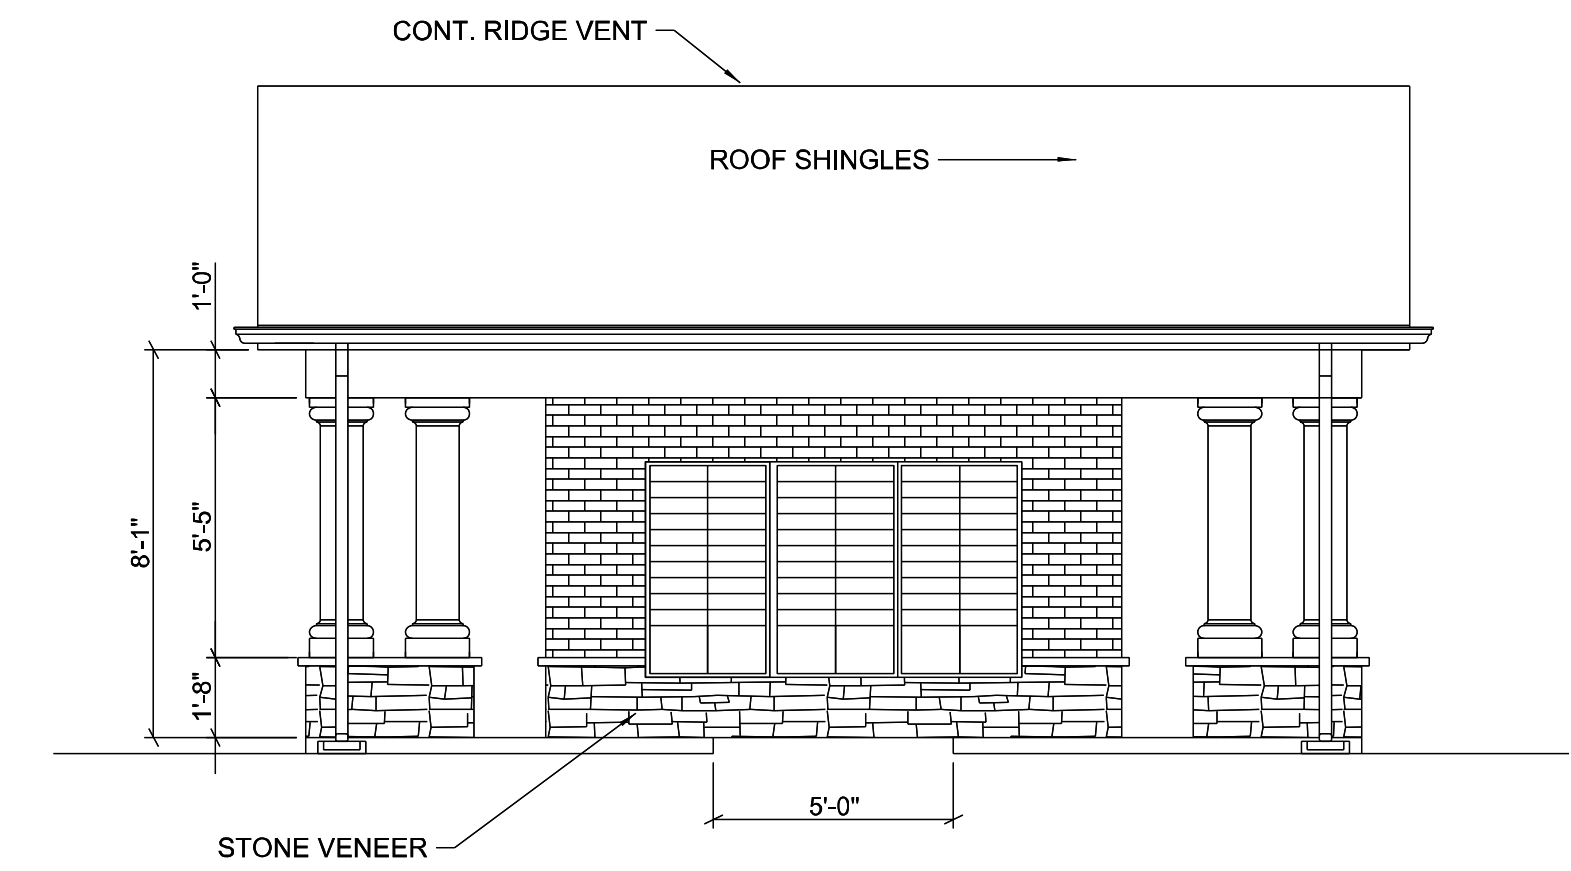 CONT. RIDGE VENT
ROOF SHINGLES
1'-0"
8'-1"
5'-5"
1'-8"
5'-0"
STONE VENEER